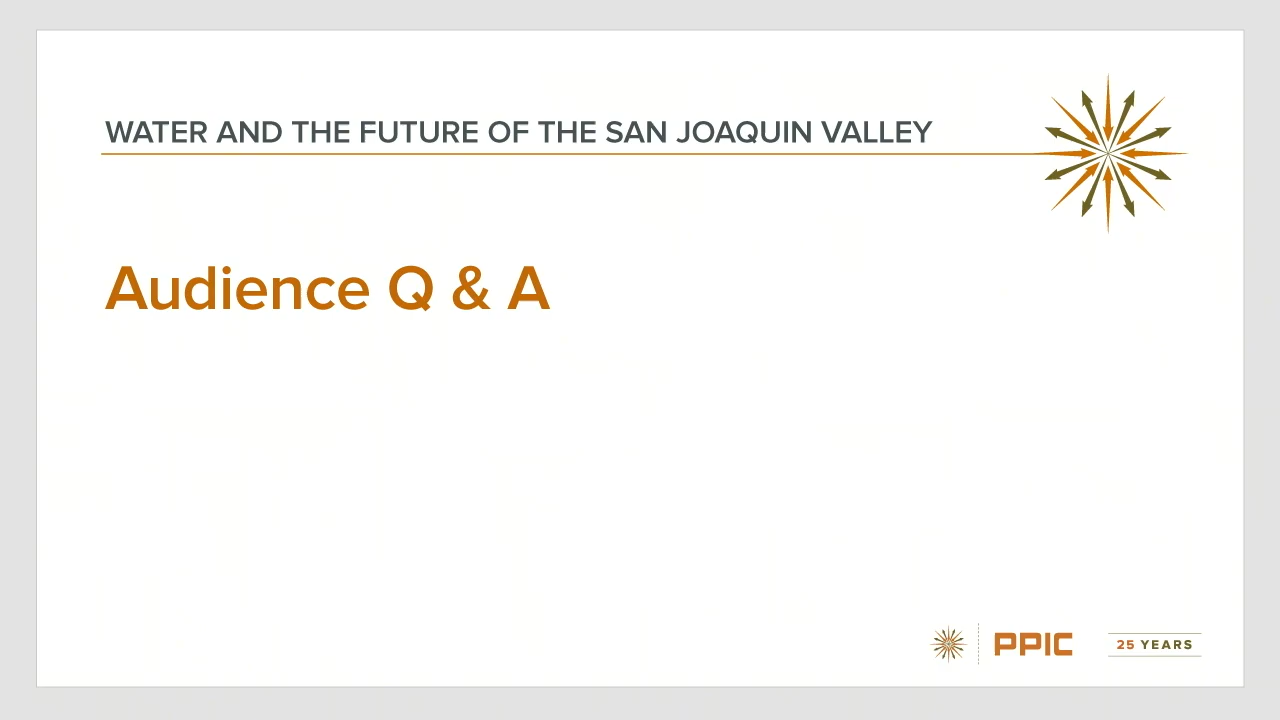 WATER AND THE FUTURE OF THE SAN JOAQUIN VALLEY
Audience Q & A
PPIC
25 YEARS